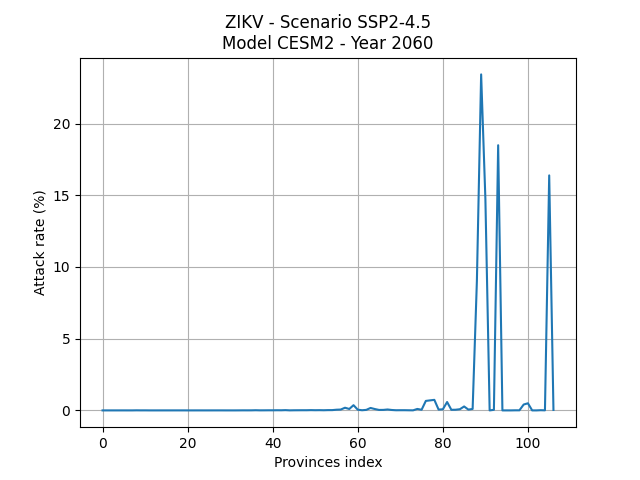 ZIKV - Scenario SSP2-4.5
Model CESM2 - Year 2060
Attack rate (%)
20
15
10
5
0
0 20 40 60 80 100
Provinces index